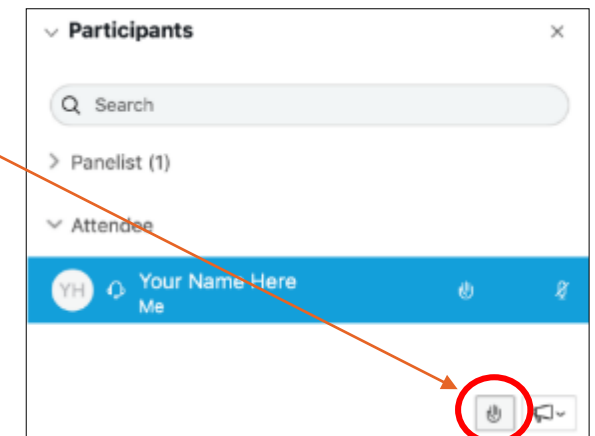 Participants
Search
Panelist (1)
Attendee
YH Your Name Here
Me